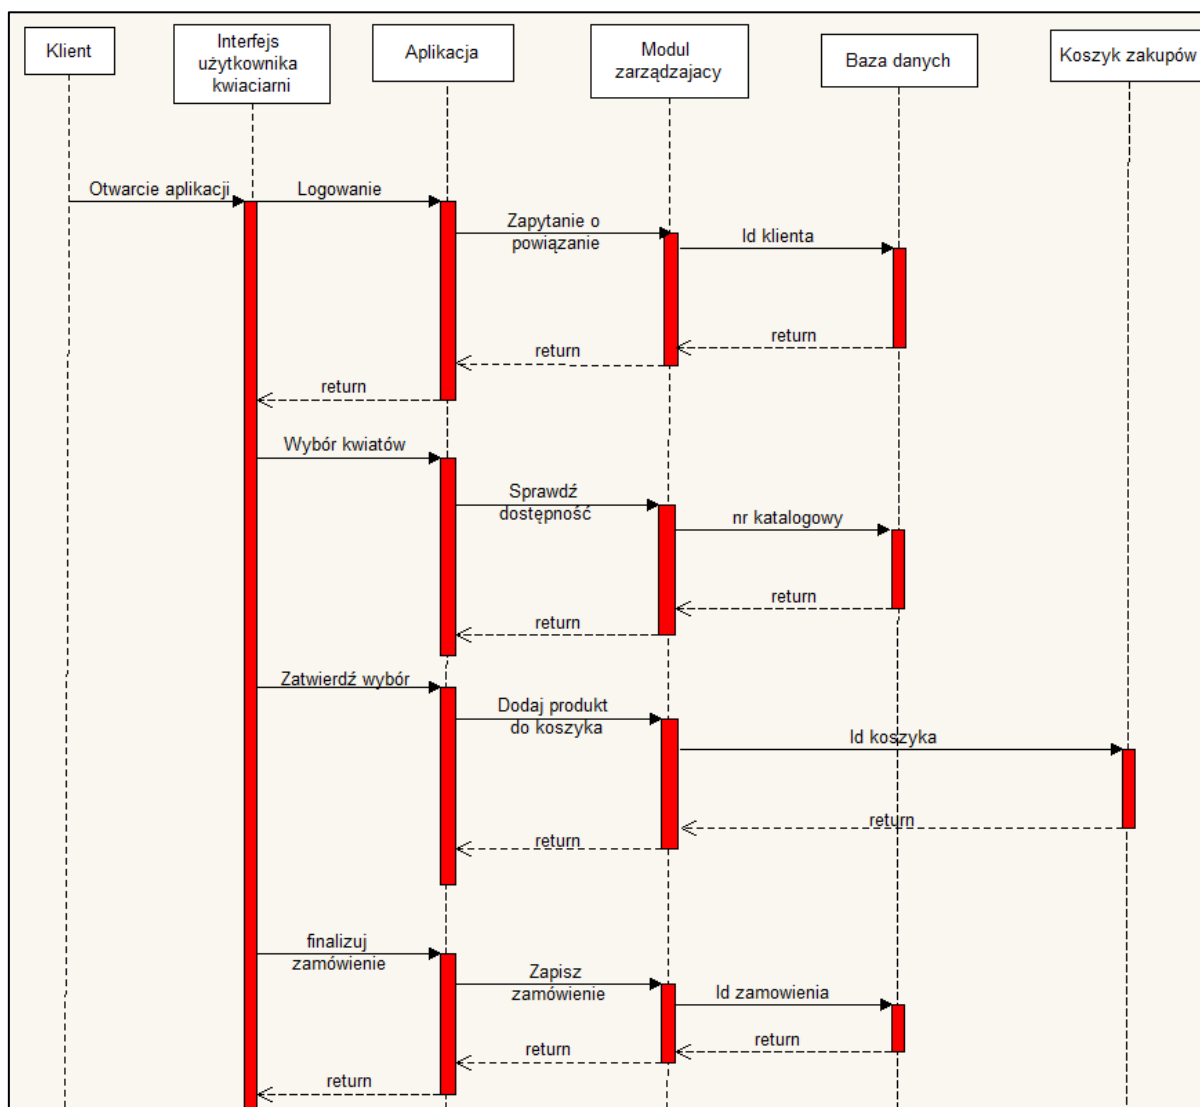 Klient
Interfejs
użytkownika
kwiaciarni
Aplikacja
Moduł
zarządzajacy
Baza danych
Koszyk zakupów
Otwarcie aplikacji
Logowanie
Zapytanie o
powiązanie
Id klienta
return
return
return
Wybór kwiatów
Sprawdź
dostępność
nr katalogowy
return
return
Zatwierdź wybór
Dodaj produkt
do koszyka
Id koszyka
return
return
finalizuj
zamówienie
Zapisz
zamówienie
Id zamowienia
return
return
return